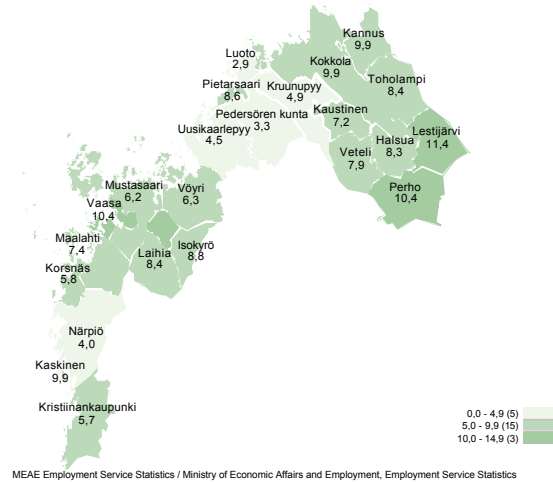 Kannus
9,9
Luoto
2,9
Kokkola
9,9
Toholampi
8,4
Pietarsaari
8,6
Kruunupyy
4,9
Kaustinen
7,2
Pedersören kunta
3,3
Lestijärvi
11,4
Uusikaarlepyy
4,5
Halsua
8,3
Veteli
7,9
Perho
10,4
Mustasaari
6,2
Vöyri
6,3
Vaasa
10,4
Maalahti
7,4
Isokyrö
8,8
Laihia
8,4
Korsnäs
5,8
Närpiö
4,0
Kaskinen
9,9
Kristiinankaupunki
5,7
0,0 - 4,9 (5)
5,0 - 9,9 (15)
10,0 - 14,9 (3)
MEAE Employment Service Statistics / Ministry of Economic Affairs and Employment, Employment Service Statistics